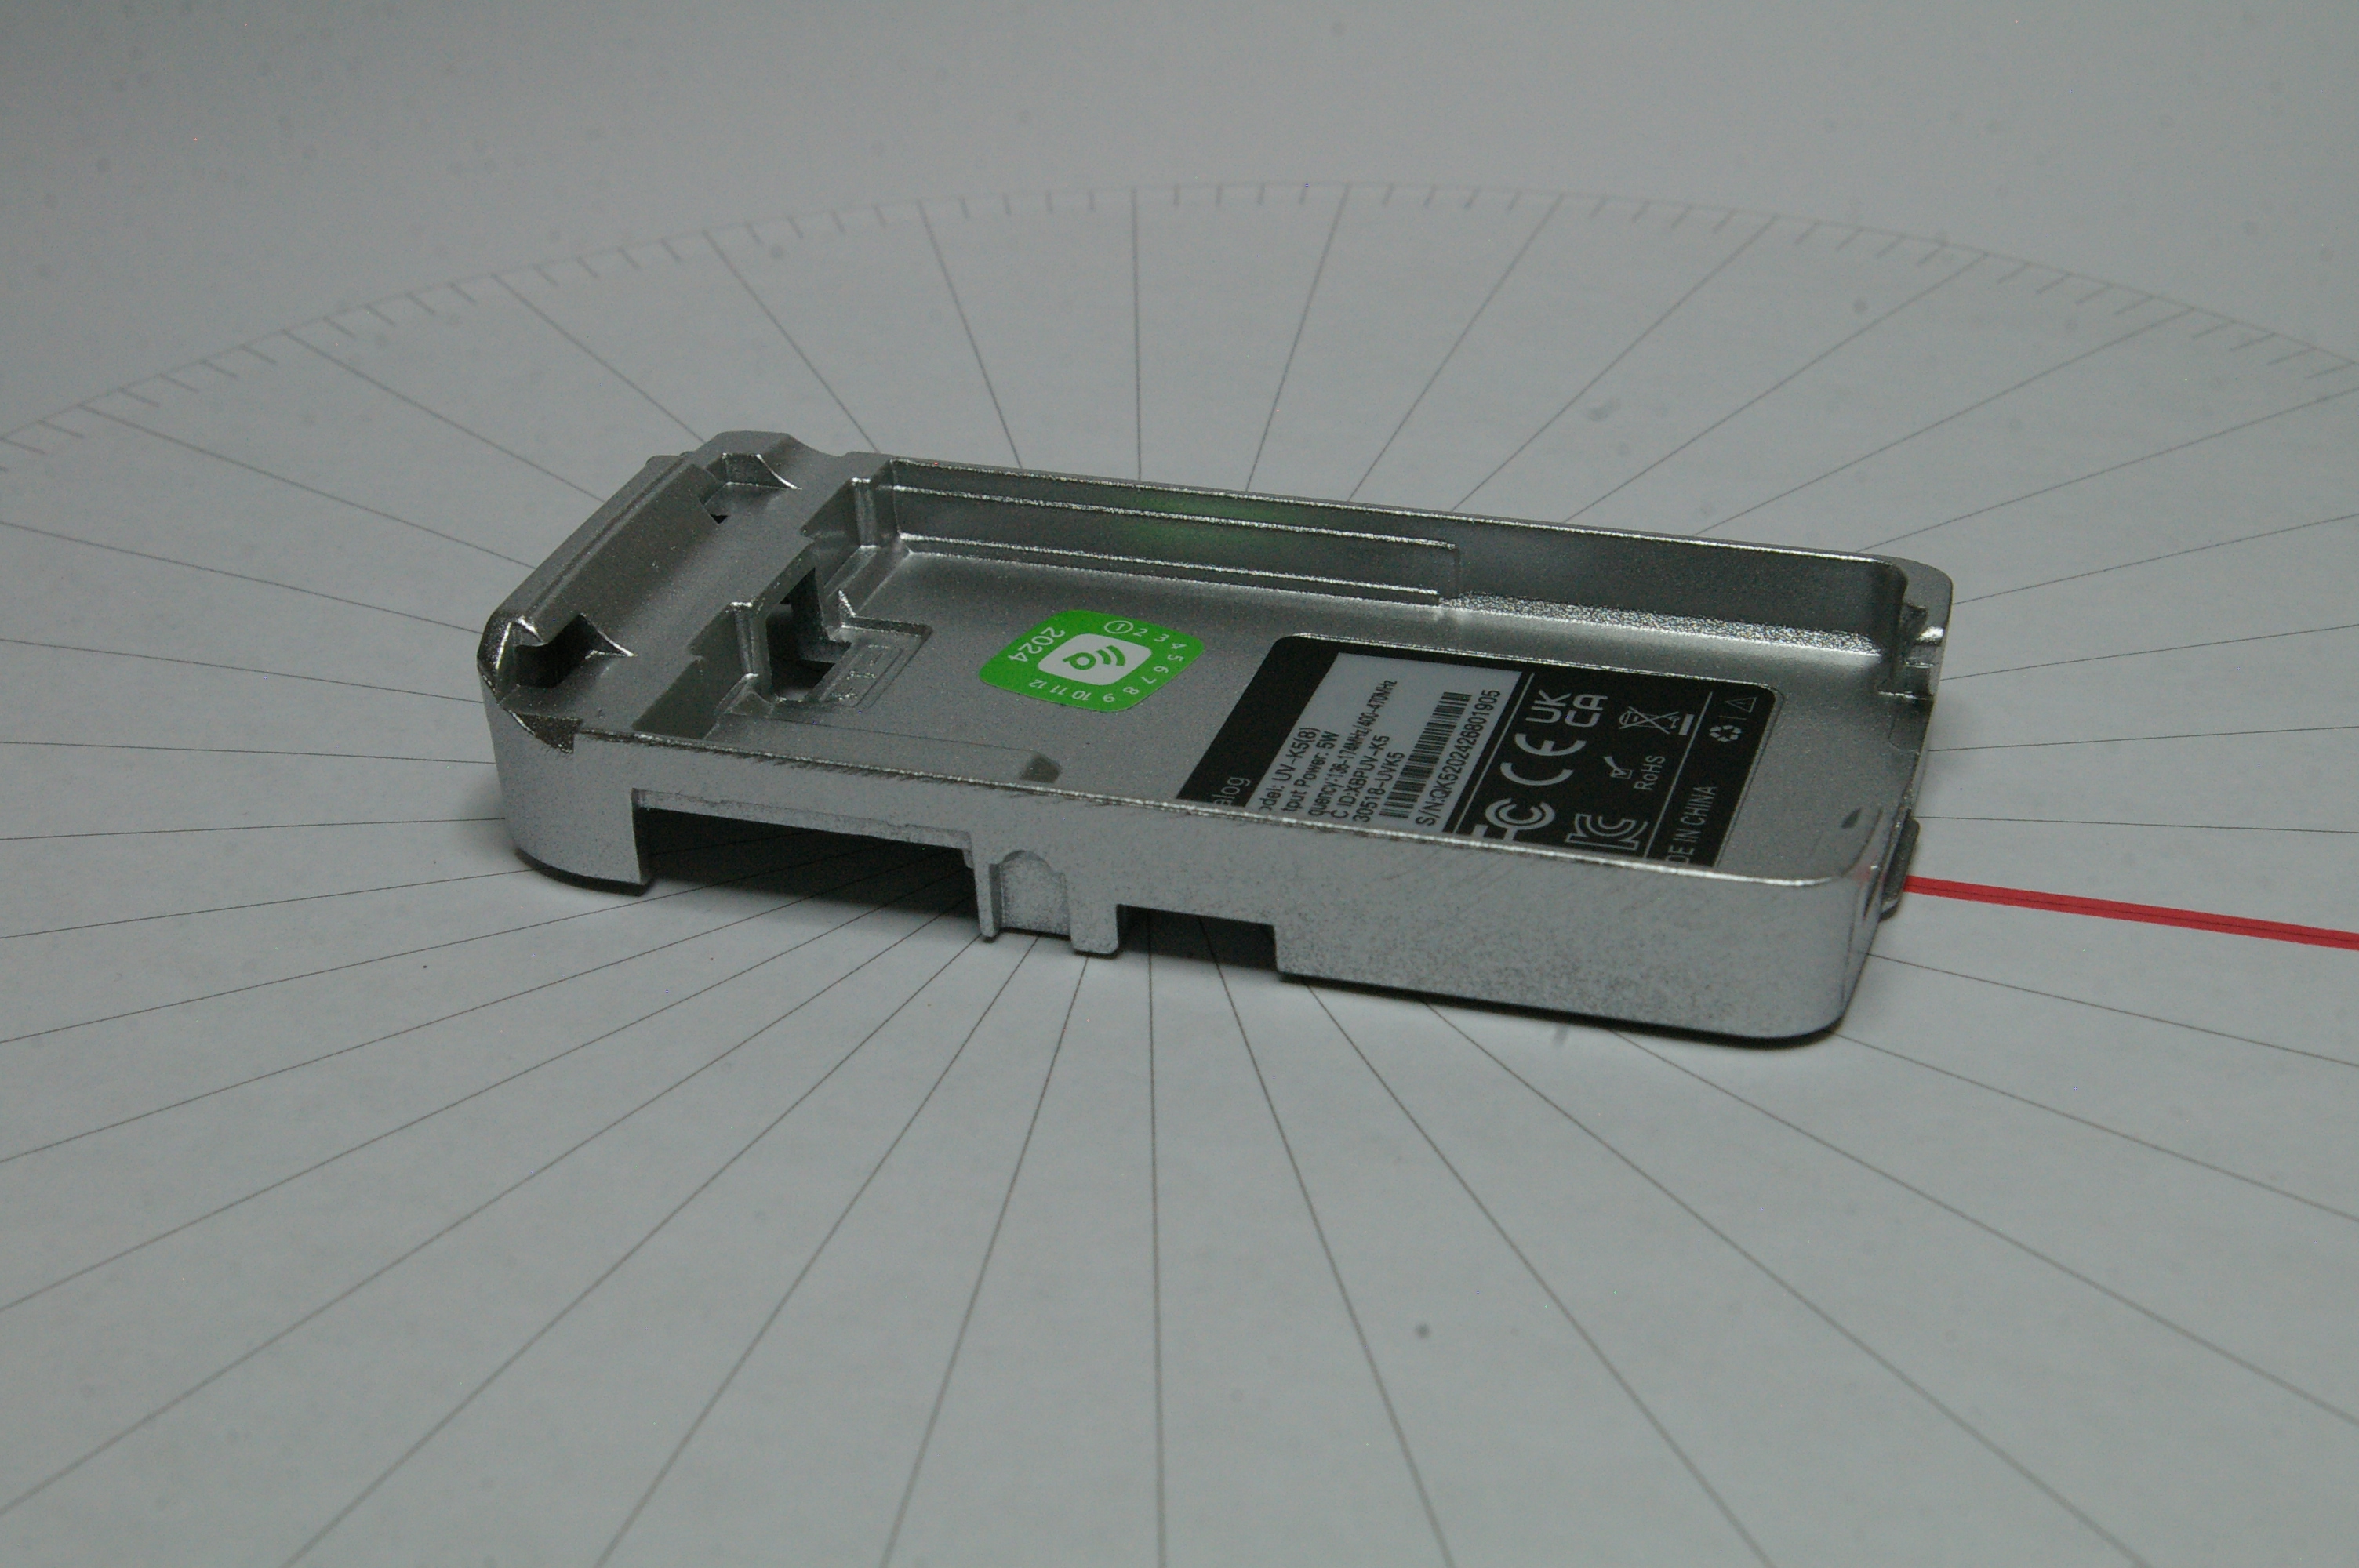 2024
1 2 3 4 5 6 7 8 9 10 11 12
alog
odel: UV-K5(8)
tput Power: 5W
quency:136-174MHz/400-470MHz
C ID:XBPUV-K5
30518-UVK5
S/N:QK5202426801905
FC CE UK
CA
RoHS
DE IN CHINA